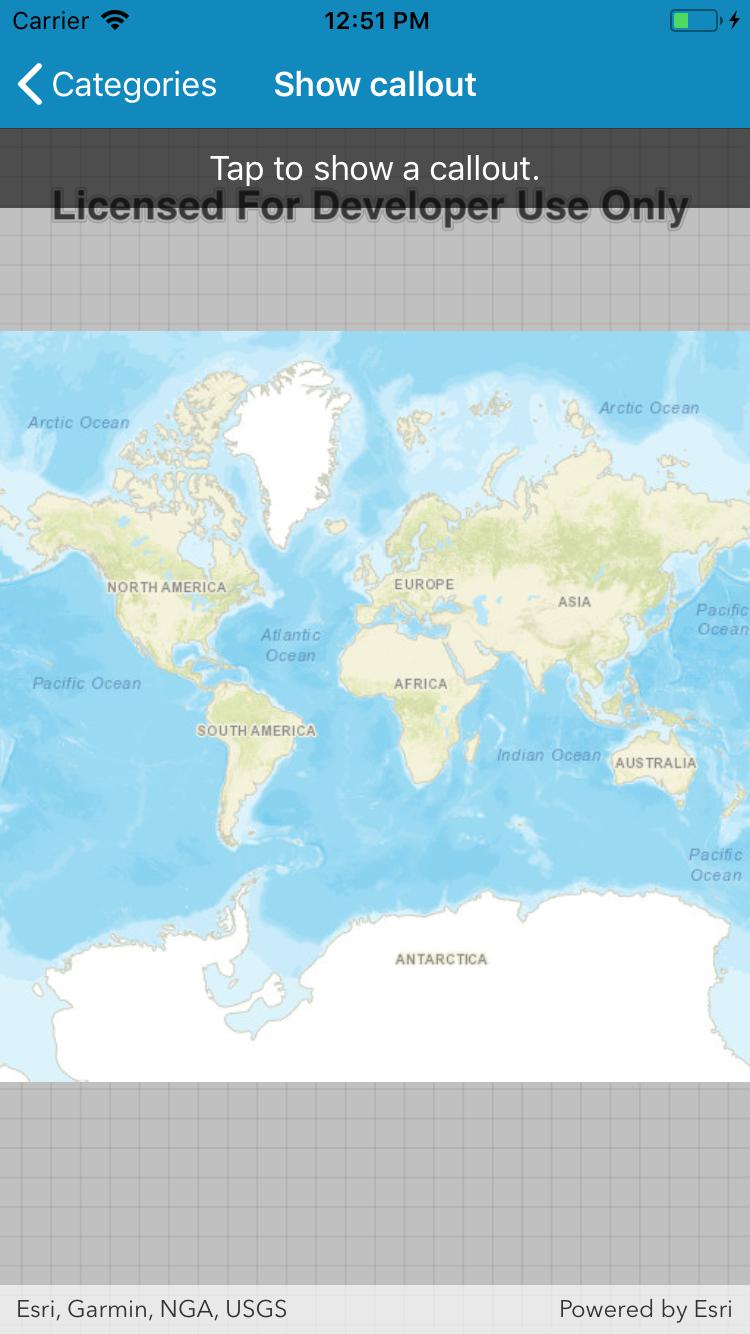 Carrier 12:51 PM
Categories Show callout
Tap to show a callout.
Licensed For Developer Use Only
Arctic Ocean
Arctic Ocean
NORTH AMERICA
EUROPE
ASIA
Pacific
Ocean
Atlantic
Ocean
Pacific Ocean
AFRICA
SOUTH AMERICA
Indian Ocean
AUSTRALIA
Pacific
Ocean
ANTARCTICA
Esri, Garmin, NGA, USGS Powered by Esri